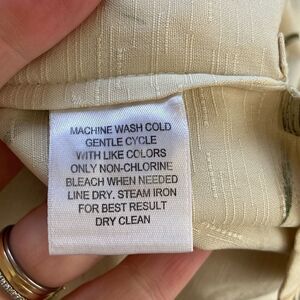 MACHINE WASH COLD
GENTLE CYCLE
WITH LIKE COLORS
ONLY NON-CHLORINE
BLEACH WHEN NEEDED
LINE DRY. STEAM IRON
FOR BEST RESULT
DRY CLEAN